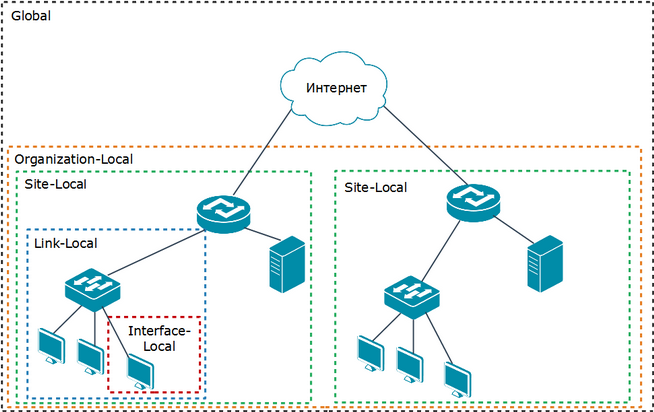 Global
Интернет
Organization-Local
Site-Local
Site-Local
Link-Local
Interface-
Local